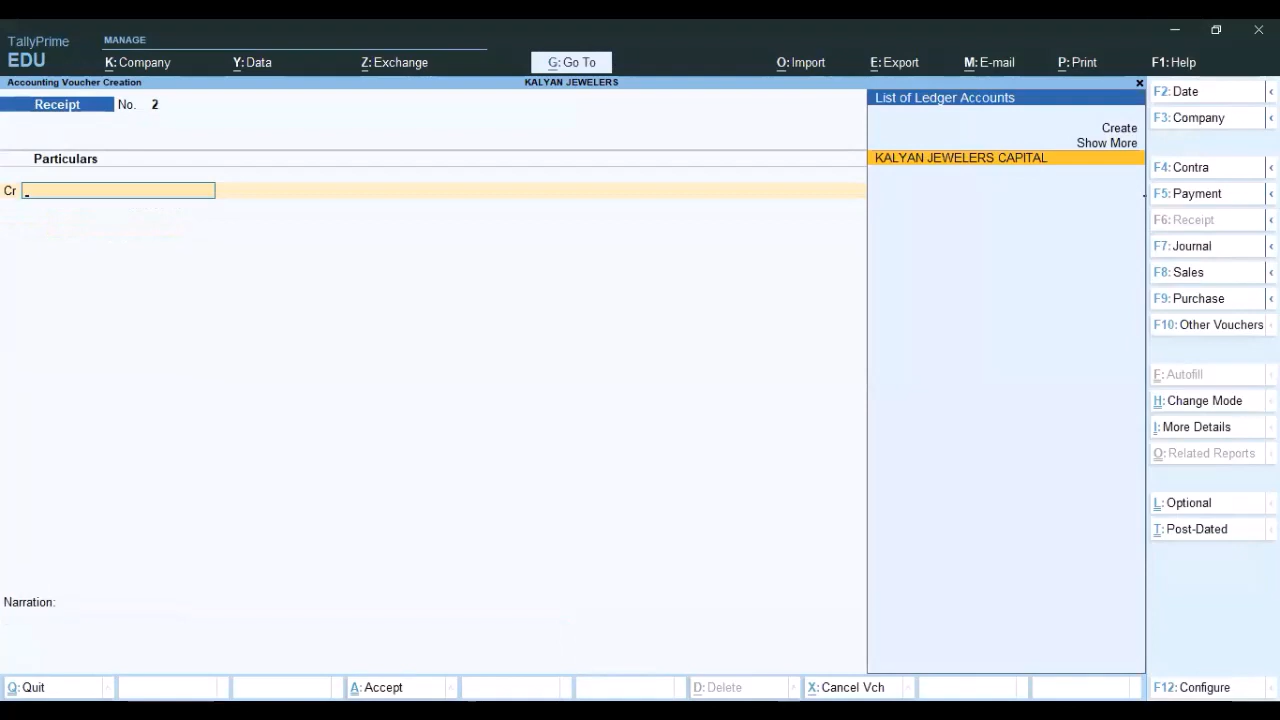 TallyPrime
EDU
MANAGE
K: Company
Y: Data
Z: Exchange
G: Go To
O: Import
E: Export
M: E-mail
P: Print
F1: Help
Accounting Voucher Creation
KALYAN JEWELERS
Receipt No. 2
Particulars
Cr
Narration:
List of Ledger Accounts
Create
Show More
KALYAN JEWELERS CAPITAL
F2: Date
F3: Company
F4: Contra
F5: Payment
F6: Receipt
F7: Journal
F8: Sales
F9: Purchase
F10: Other Vouchers
F: Autofill
H: Change Mode
I: More Details
O: Related Reports
L: Optional
T: Post-Dated
Q: Quit
A: Accept
D: Delete
X: Cancel Vch
F12: Configure